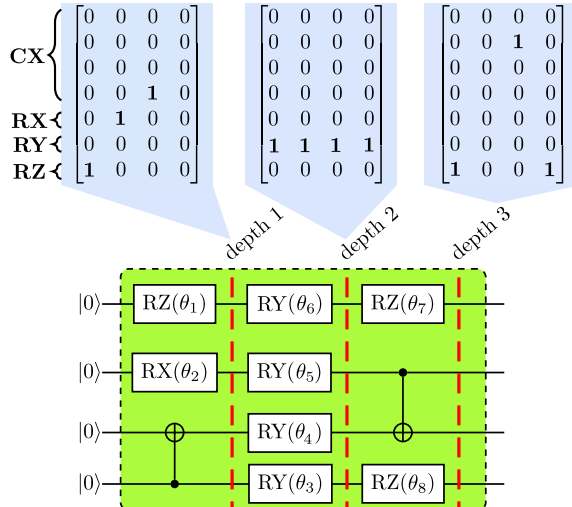 0 0 0 0 0 0 0 0 0 0 0 0
CX 0 0 0 0 0 0 0 0 0 0 1 0
0 0 0 0 0 0 0 0 0 0 0 0
0 0 1 0 0 0 0 0 0 0 0 0
RX 0 1 0 0 0 0 0 0 0 0 0 0
RY 0 0 0 0 1 1 1 1 0 0 0 0
RZ 1 0 0 0 0 0 0 0 1 0 0 1
depth 1 depth 2 depth 3
|0⟩ RZ(θ₁) RY(θ₆) RZ(θ₇)
|0⟩ RX(θ₂) RY(θ₅)
|0⟩ RY(θ₄)
|0⟩ RY(θ₃) RZ(θ₈)